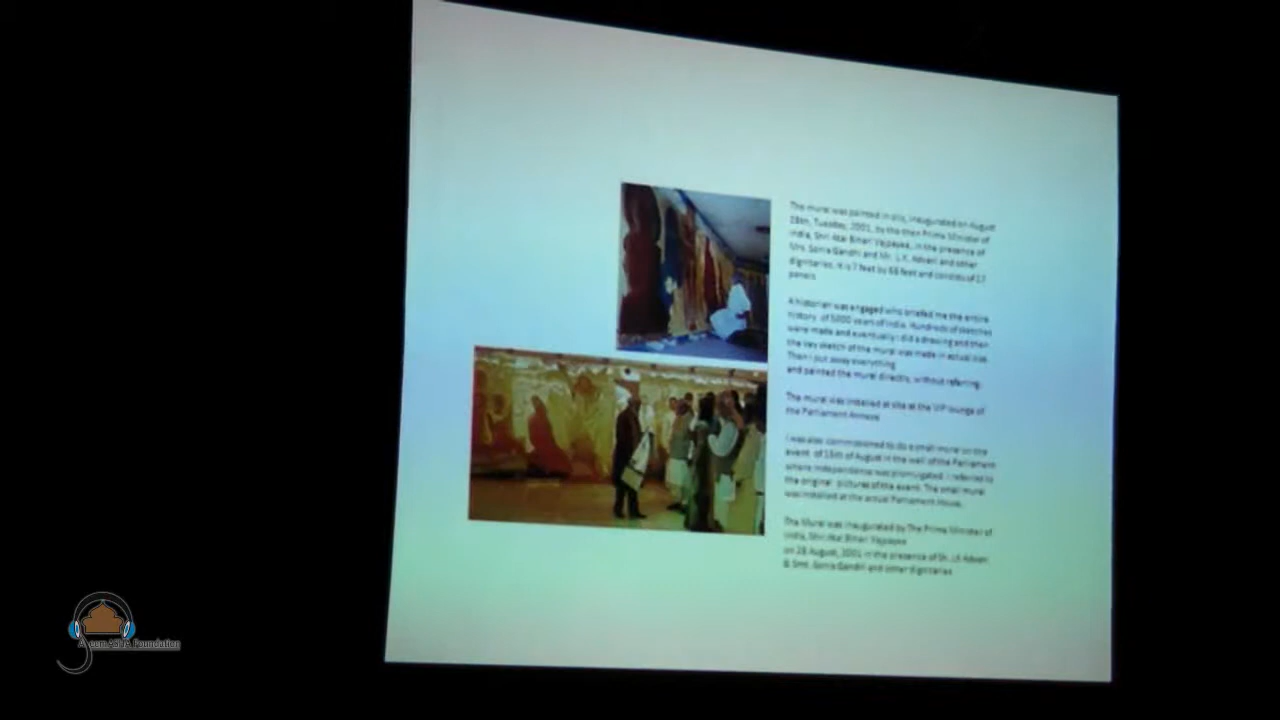 The mural was painted in oils, inaugurated on August
28th, Tuesday, 2001, by the then Prime Minister of
India, Shri Atal Bihari Vajpayee, in the presence of
Mrs. Sonia Gandhi and Mr. L.K. Advani and other
dignitaries. It is 7 feet by 66 feet and consists of 17
panels
A historian was engaged who briefed me the entire
history of 5000 years of India. Hundreds of sketches
were made and eventually I did a drawing and then
the key sketch of the mural was made in actual size.
Then I put away everything
and painted the mural directly, without referring.
The mural was installed at site at the VIP lounge of
the Parliament Annexe
I was also commissioned to do a small mural on the
event of 15th of August in the well of the Parliament
where Independence was promulgated. I referred to
the original pictures of the event. The small mural
was installed at the actual Parliament House.
The Mural was inaugurated by The Prime Minister of
India, Shri Atal Bihari Vajpayee
on 28 August, 2001 in the presence of Sh. LK Advani
& Smt. Sonia Gandhi and other dignitaries
AseemAsha Foundation